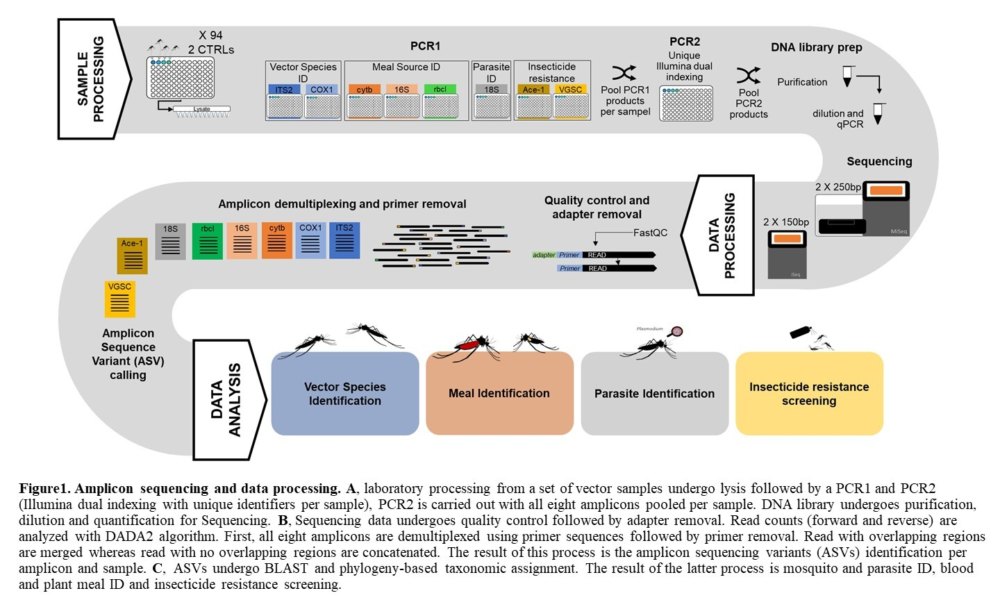 SAMPLE
PROCESSING
X 94
2 CTRLs
Lysate
PCR1
Vector Species
ID
ITS2
COX1
Meal Source ID
cytb
16S
rbcl
Parasite
ID
18S
Insecticide
resistance
Ace-1
VGSC
Pool PCR1
products
per sampel
PCR2
Unique
Illumina dual
indexing
Pool
PCR2
products
DNA library prep
Purification
dilution and
qPCR
Sequencing
2 X 250bp
MiSeq
2 X 150bp
iSeq
DATA
PROCESSING
Quality control and
adapter removal
FastQC
adapter Primer READ
Primer READ
Amplicon demultiplexing and primer removal
ITS2
COX1
cytb
16S
rbcl
18S
Ace-1
VGSC
Amplicon
Sequence
Variant (ASV)
calling
DATA
ANALYSIS
Vector Species
Identification
Meal Identification
Plasmodium
Parasite Identification
Insecticide resistance
screening
Figure1. Amplicon sequencing and data processing. A, laboratory processing from a set of vector samples undergo lysis followed by a PCR1 and PCR2
(Illumina dual indexing with unique identifiers per sample), PCR2 is carried out with all eight amplicons pooled per sample. DNA library undergoes purification,
dilution and quantification for Sequencing. B, Sequencing data undergoes quality control followed by adapter removal. Read counts (forward and reverse) are
analyzed with DADA2 algorithm. First, all eight amplicons are demultiplexed using primer sequences followed by primer removal. Read with overlapping regions
are merged whereas read with no overlapping regions are concatenated. The result of this process is the amplicon sequencing variants (ASVs) identification per
amplicon and sample. C, ASVs undergo BLAST and phylogeny-based taxonomic assignment. The result of the latter process is mosquito and parasite ID, blood
and plant meal ID and insecticide resistance screening.